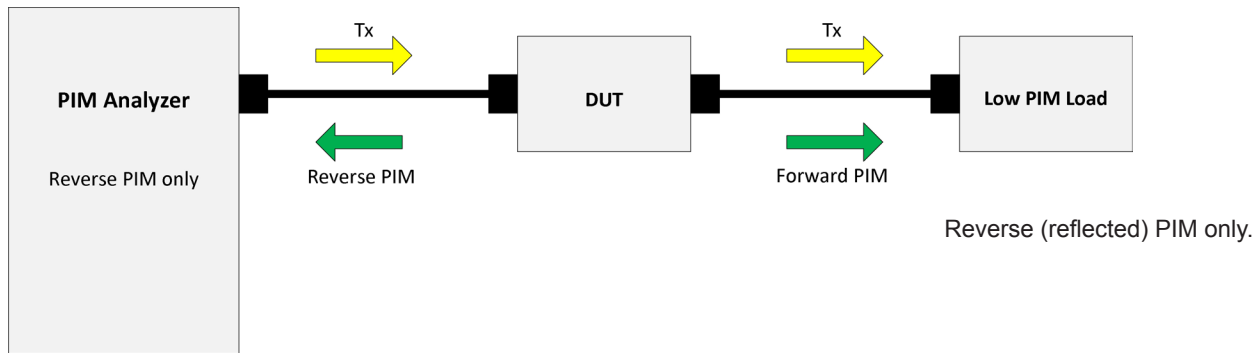 Tx
Tx
PIM Analyzer
DUT
Low PIM Load
Reverse PIM only
Reverse PIM
Forward PIM
Reverse (reflected) PIM only.